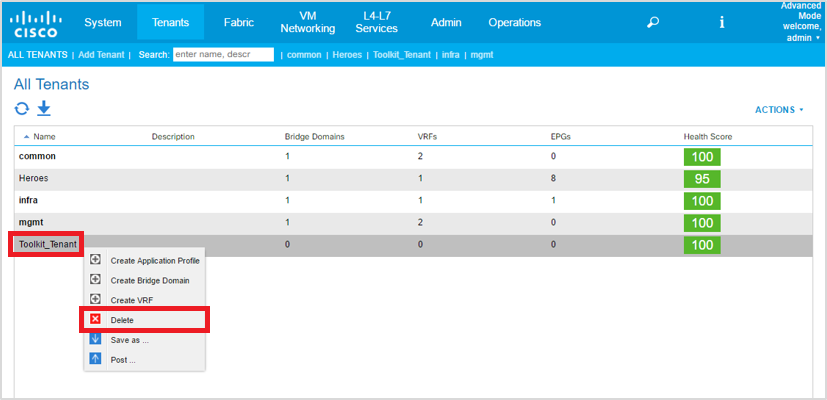 CISCO
System
Tenants
Fabric
VM
Networking
L4-L7
Services
Admin
Operations
i
Advanced
Mode
welcome,
admin
ALL TENANTS | Add Tenant | Search: enter name, descr | common | Heroes | Toolkit_Tenant | infra | mgmt
All Tenants
ACTIONS
Name Description Bridge Domains VRFs EPGs Health Score
common 1 2 0 100
Heroes 1 1 8 95
infra 1 1 1 100
mgmt 1 2 0 100
Toolkit_Tenant 0 0 0 100
Create Application Profile
Create Bridge Domain
Create VRF
Delete
Save as ...
Post ...